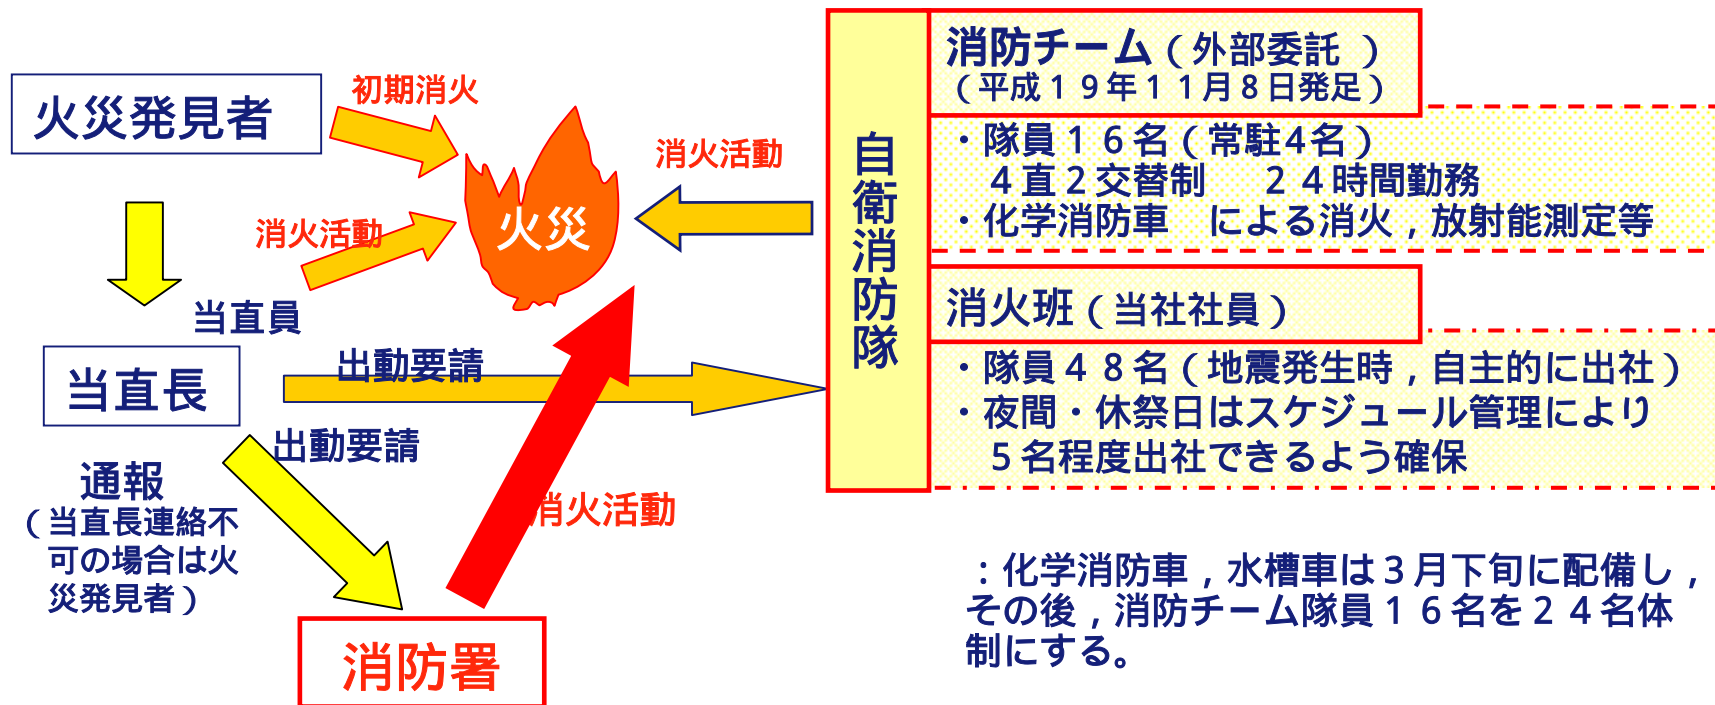 火災発見者
初期消火
消火活動
火災
消火活動
当直員
当直長
出動要請
出動要請
通報
（当直長連絡不
可の場合は火
災発見者）
消火活動
消防署
自衛消防隊
消防チーム（外部委託　）
（平成１９年１１月８日発足）
・隊員１６名（常駐４名）
４直２交替制　２４時間勤務
・化学消防車　による消火，放射能測定等
消火班（当社社員）
・隊員４８名（地震発生時，自主的に出社）
・夜間・休祭日はスケジュール管理により
５名程度出社できるよう確保
：化学消防車，水槽車は３月下旬に配備し，
その後，消防チーム隊員１６名を２４名体
制にする。